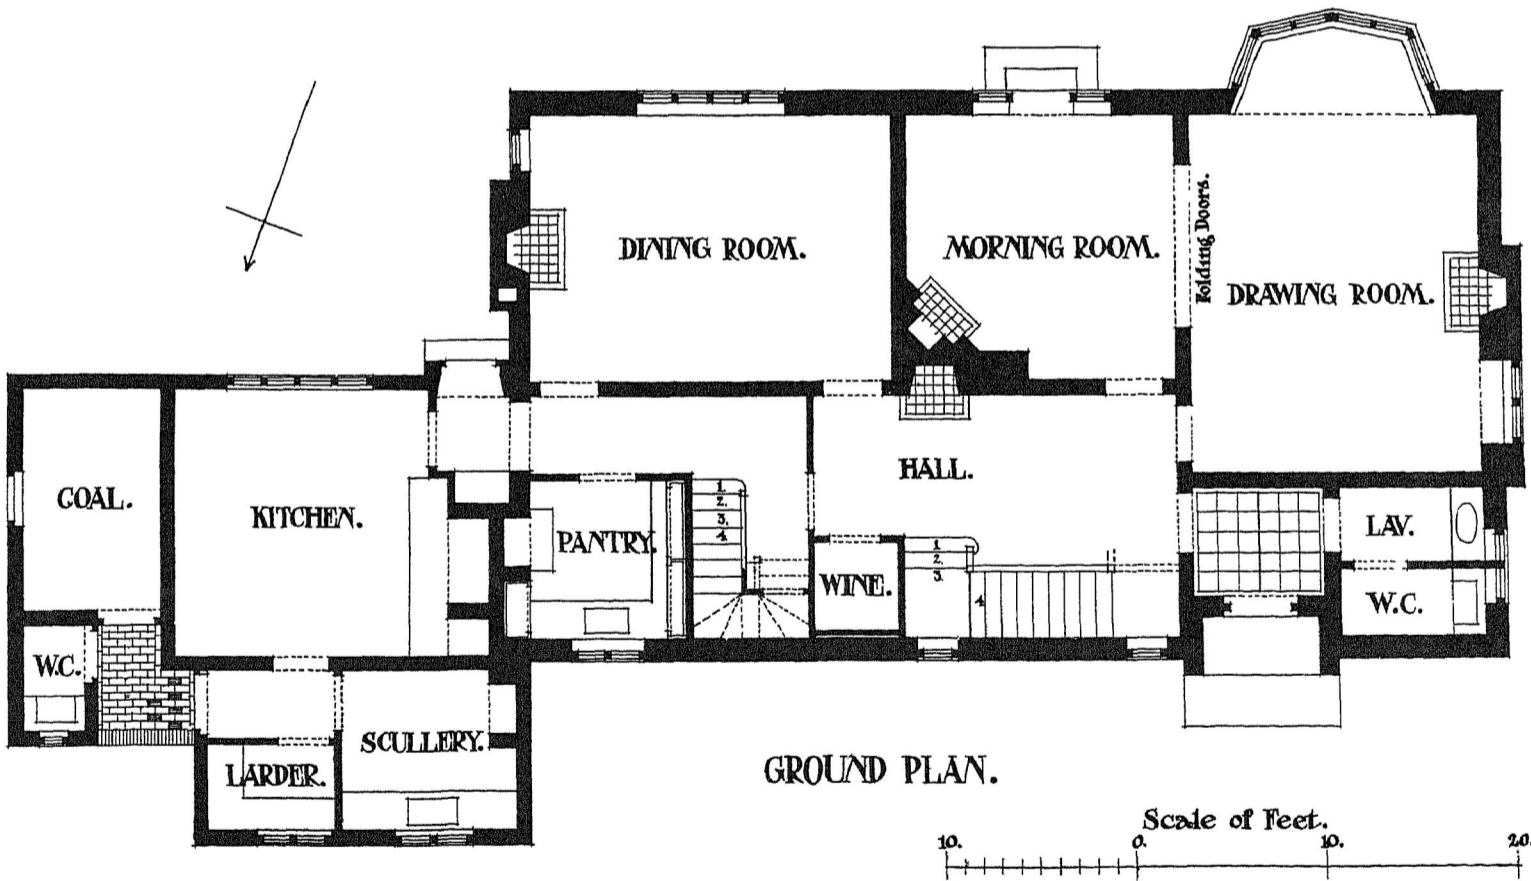 DINING ROOM.
MORNING ROOM.
Folding Doors.
DRAWING ROOM.
HALL.
COAL.
KITCHEN.
PANTRY.
1.
2.
3.
4.
WINE.
1.
2.
3.
4.
LAV.
W.C.
W.C.
SCULLERY.
LARDER.
GROUND PLAN.
Scale of Feet.
10. 0. 10. 20.